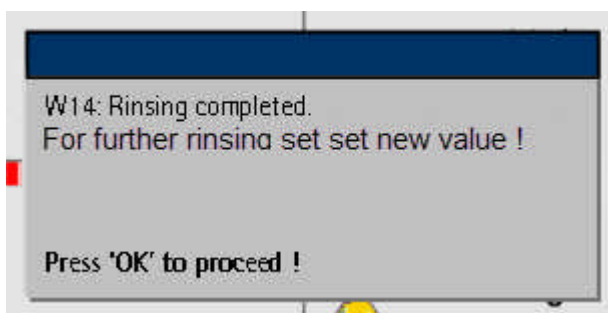 W14: Rinsing completed.
For further rinsing set set new value !
Press 'OK' to proceed !